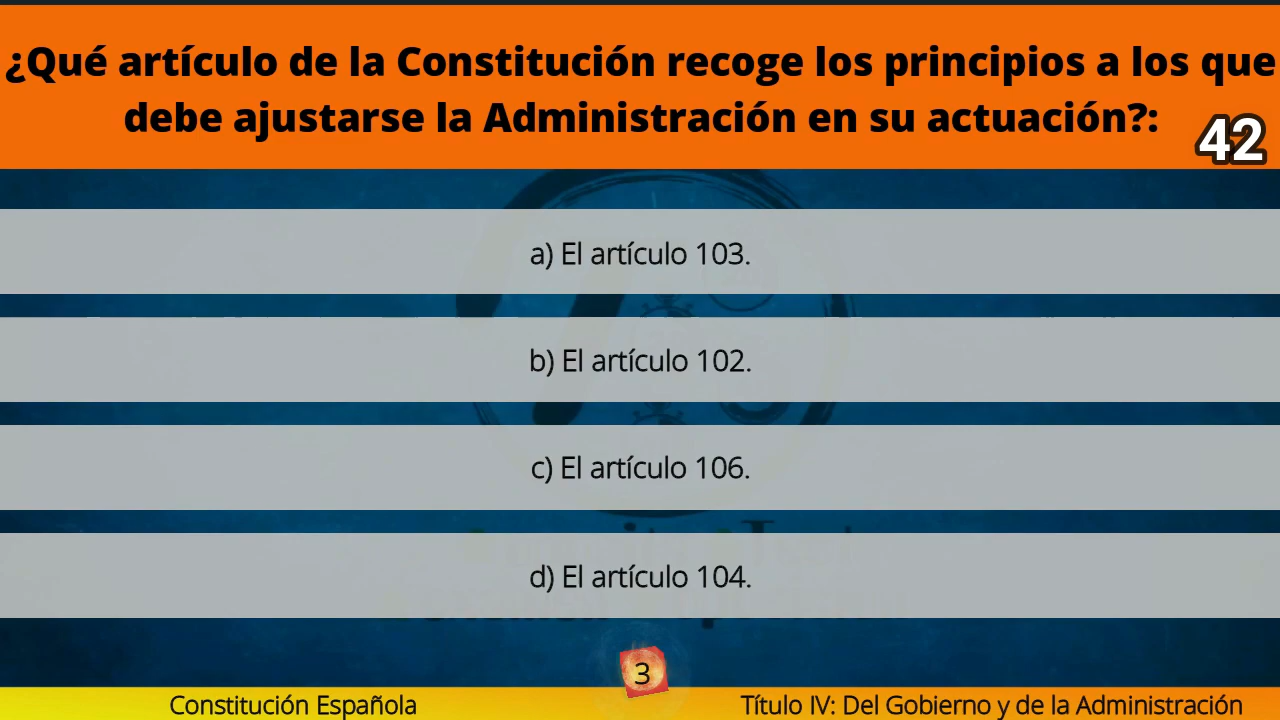 ¿Qué artículo de la Constitución recoge los principios a los que
debe ajustarse la Administración en su actuación?:
42
a) El artículo 103.
b) El artículo 102.
c) El artículo 106.
d) El artículo 104.
3
Constitución Española
Título IV: Del Gobierno y de la Administración